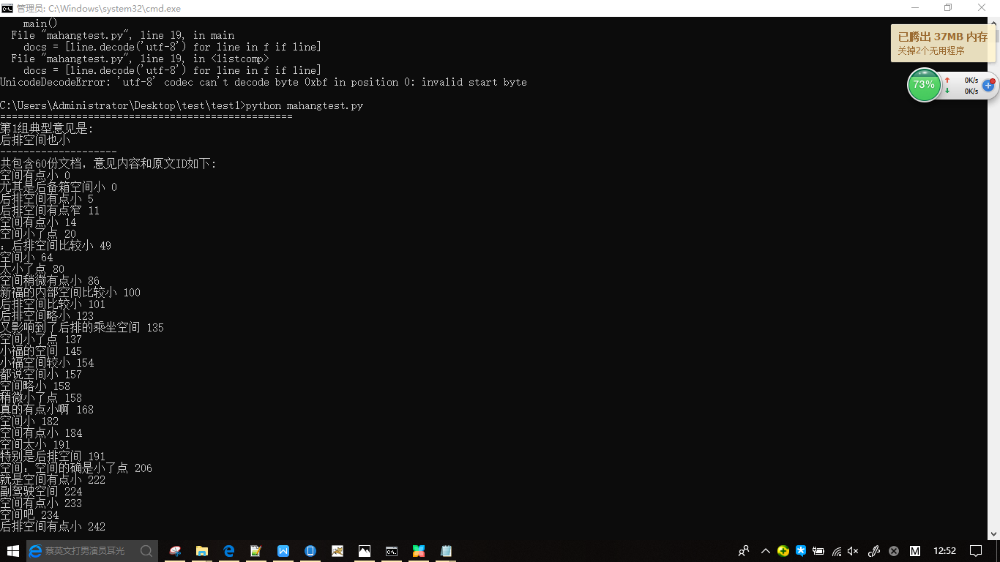 管理员: C:\Windows\system32\cmd.exe
    main()
  File "mahangtest.py", line 19, in main
    docs = [line.decode('utf-8') for line in f if line]
  File "mahangtest.py", line 19, in <listcomp>
    docs = [line.decode('utf-8') for line in f if line]
UnicodeDecodeError: 'utf-8' codec can't decode byte 0xbf in position 0: invalid start byte
已腾出 37MB 内存
关掉2个无用程序
73%
0K/s
0K/s
C:\Users\Administrator\Desktop\test\test1>python mahangtest.py
==================================================
第1组典型意见是:
后排空间也小
--------------------
共包含60份文档，意见内容和原文ID如下:
空间有点小 0
尤其是后备箱空间小 0
后排空间有点小 5
后排空间有点窄 11
空间有点小 14
空间小了点 20
：后排空间比较小 49
空间小 64
太小了点 80
空间稍微有点小 86
新福的内部空间比较小 100
后排空间比较小 101
后排空间略小 123
又影响到了后排的乘坐空间 135
空间小了点 137
小福的空间 145
小福空间较小 154
都说空间小 157
空间略小 158
稍微小了点 158
真的有点小啊 168
空间小 182
空间有点小 184
空间太小 191
特别是后排空间 191
空间：空间的确是小了点 206
就是空间有点小 222
副驾驶空间 224
空间有点小 233
空间吧 234
后排空间有点小 242
蔡英文打男演员耳光
M
12:52